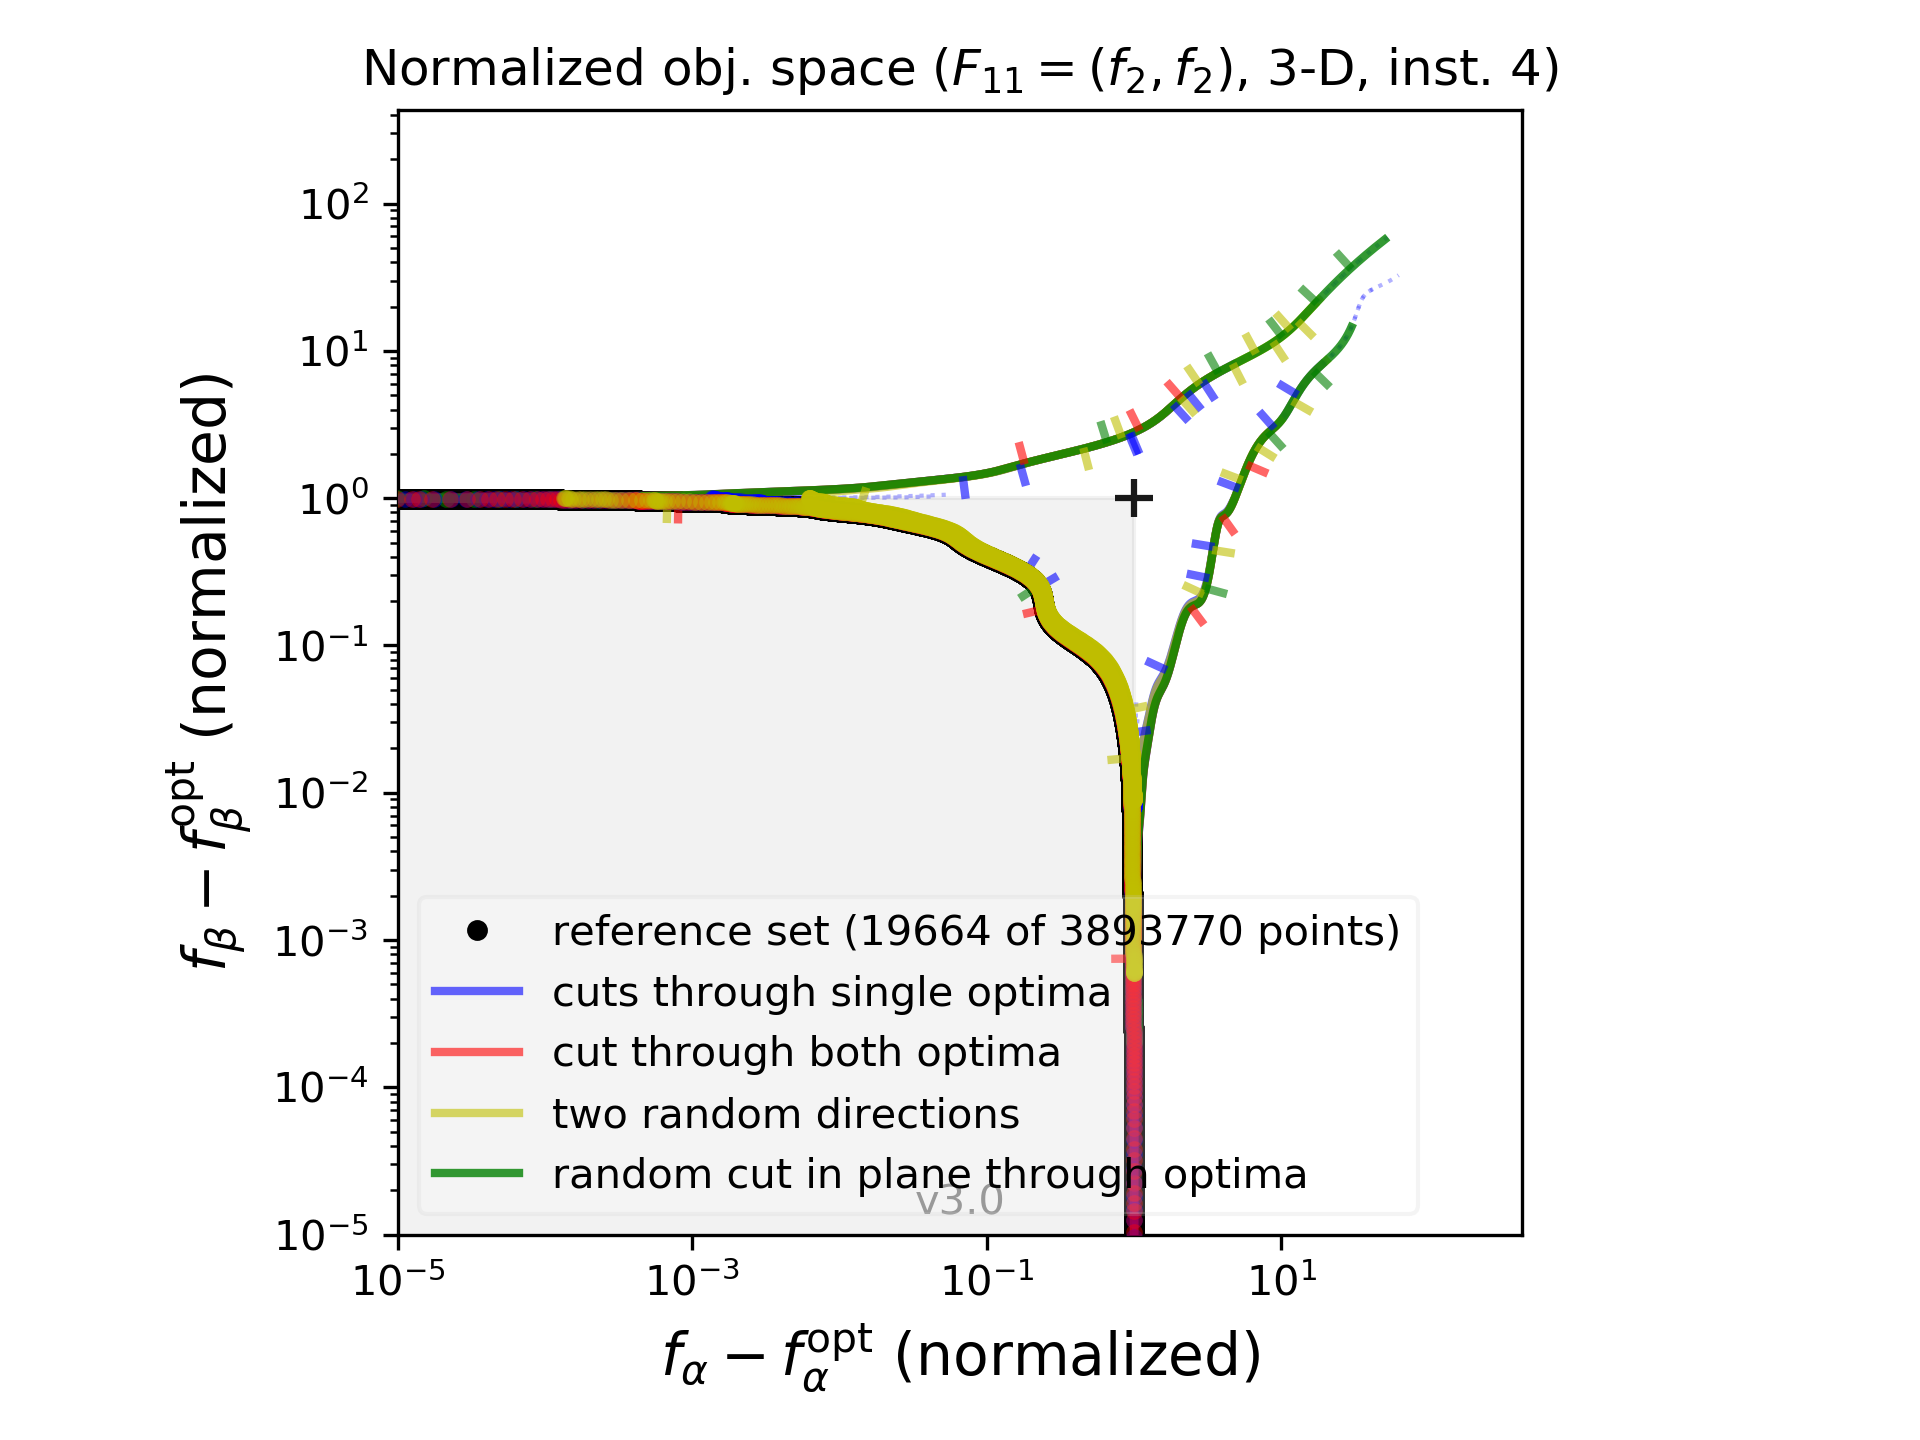 Normalized obj. space (F₁₁ = (f₂, f₂), 3-D, inst. 4)
10²
10¹
10⁰
10⁻¹
10⁻²
10⁻³
10⁻⁴
10⁻⁵
f_β − f_β^opt (normalized)
reference set (19664 of 3893770 points)
cuts through single optima
cut through both optima
two random directions
random cut in plane through optima
v3.0
10⁻⁵ 10⁻³ 10⁻¹ 10¹
f_α − f_α^opt (normalized)